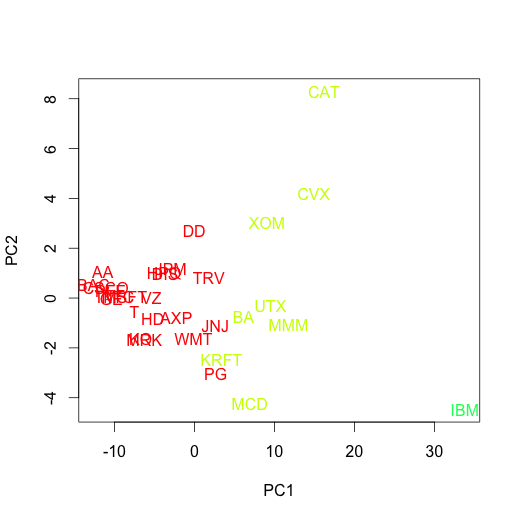 CAT
8
6
CVX
4
XOM
DD
2
AA
JPM
TRV
0
VZ
UTX
T
HD
AXP
BA
JNJ
MMM
WMT
-2
KRFT
PG
-4
MCD
IBM
-10
0
10
20
30
PC1
PC2